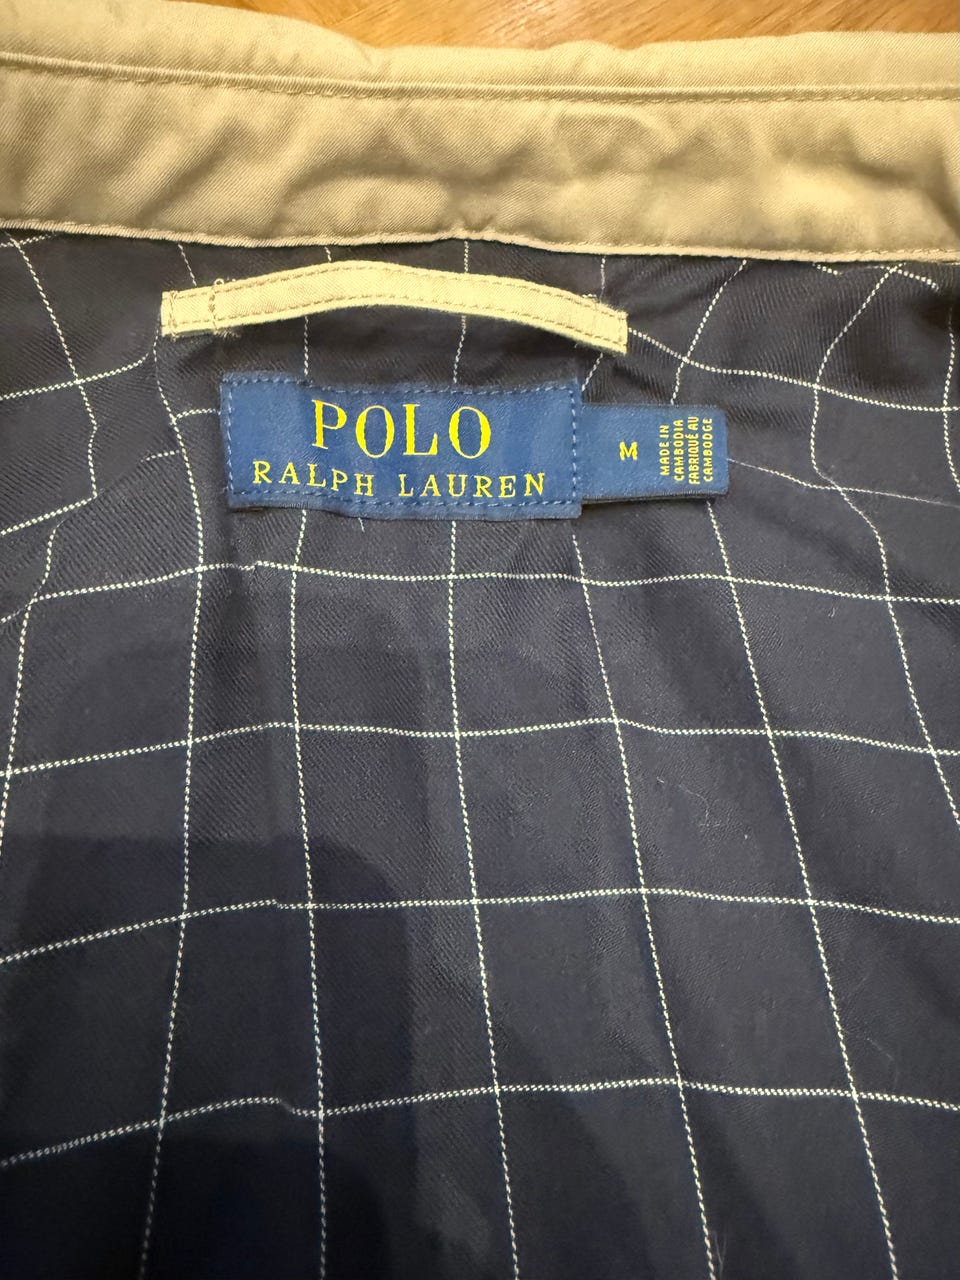 POLO
RALPH LAUREN
M
MADE IN
CAMBODIA
FABRIQUÉ AU
CAMBODGE